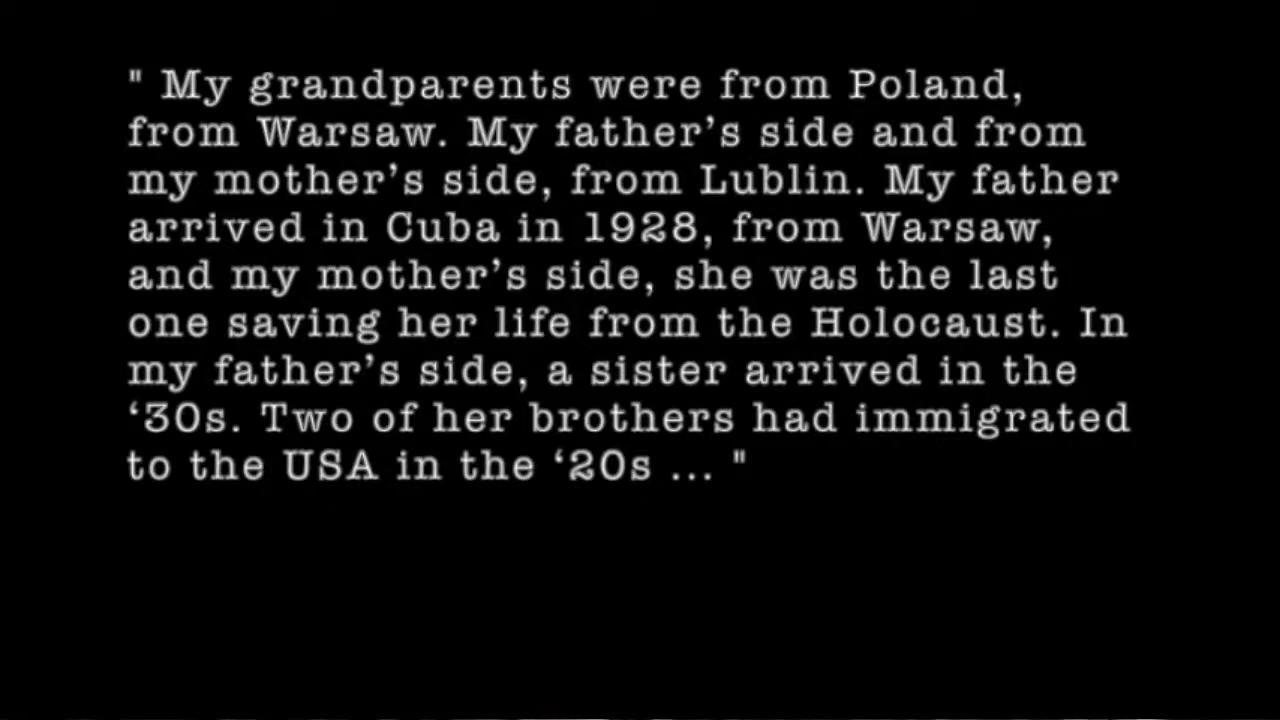 " My grandparents were from Poland,
from Warsaw. My father’s side and from
my mother’s side, from Lublin. My father
arrived in Cuba in 1928, from Warsaw,
and my mother’s side, she was the last
one saving her life from the Holocaust. In
my father’s side, a sister arrived in the
‘30s. Two of her brothers had immigrated
to the USA in the ‘20s ... "